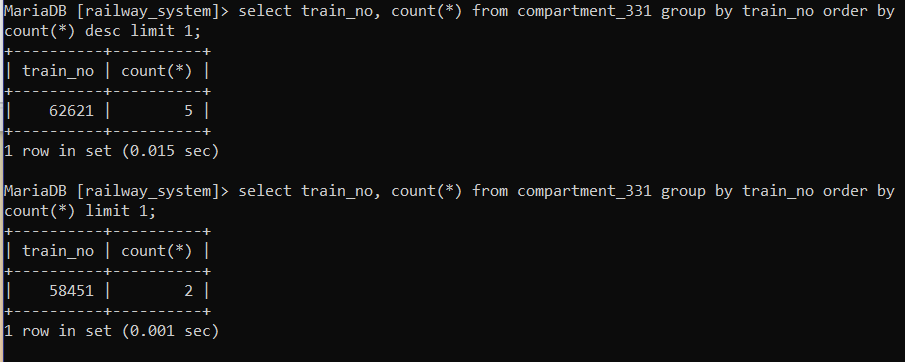 MariaDB [railway_system]> select train_no, count(*) from compartment_331 group by train_no order by
count(*) desc limit 1;
+----------+----------+
| train_no | count(*) |
+----------+----------+
|    62621 |        5 |
+----------+----------+
1 row in set (0.015 sec)

MariaDB [railway_system]> select train_no, count(*) from compartment_331 group by train_no order by
count(*) limit 1;
+----------+----------+
| train_no | count(*) |
+----------+----------+
|    58451 |        2 |
+----------+----------+
1 row in set (0.001 sec)